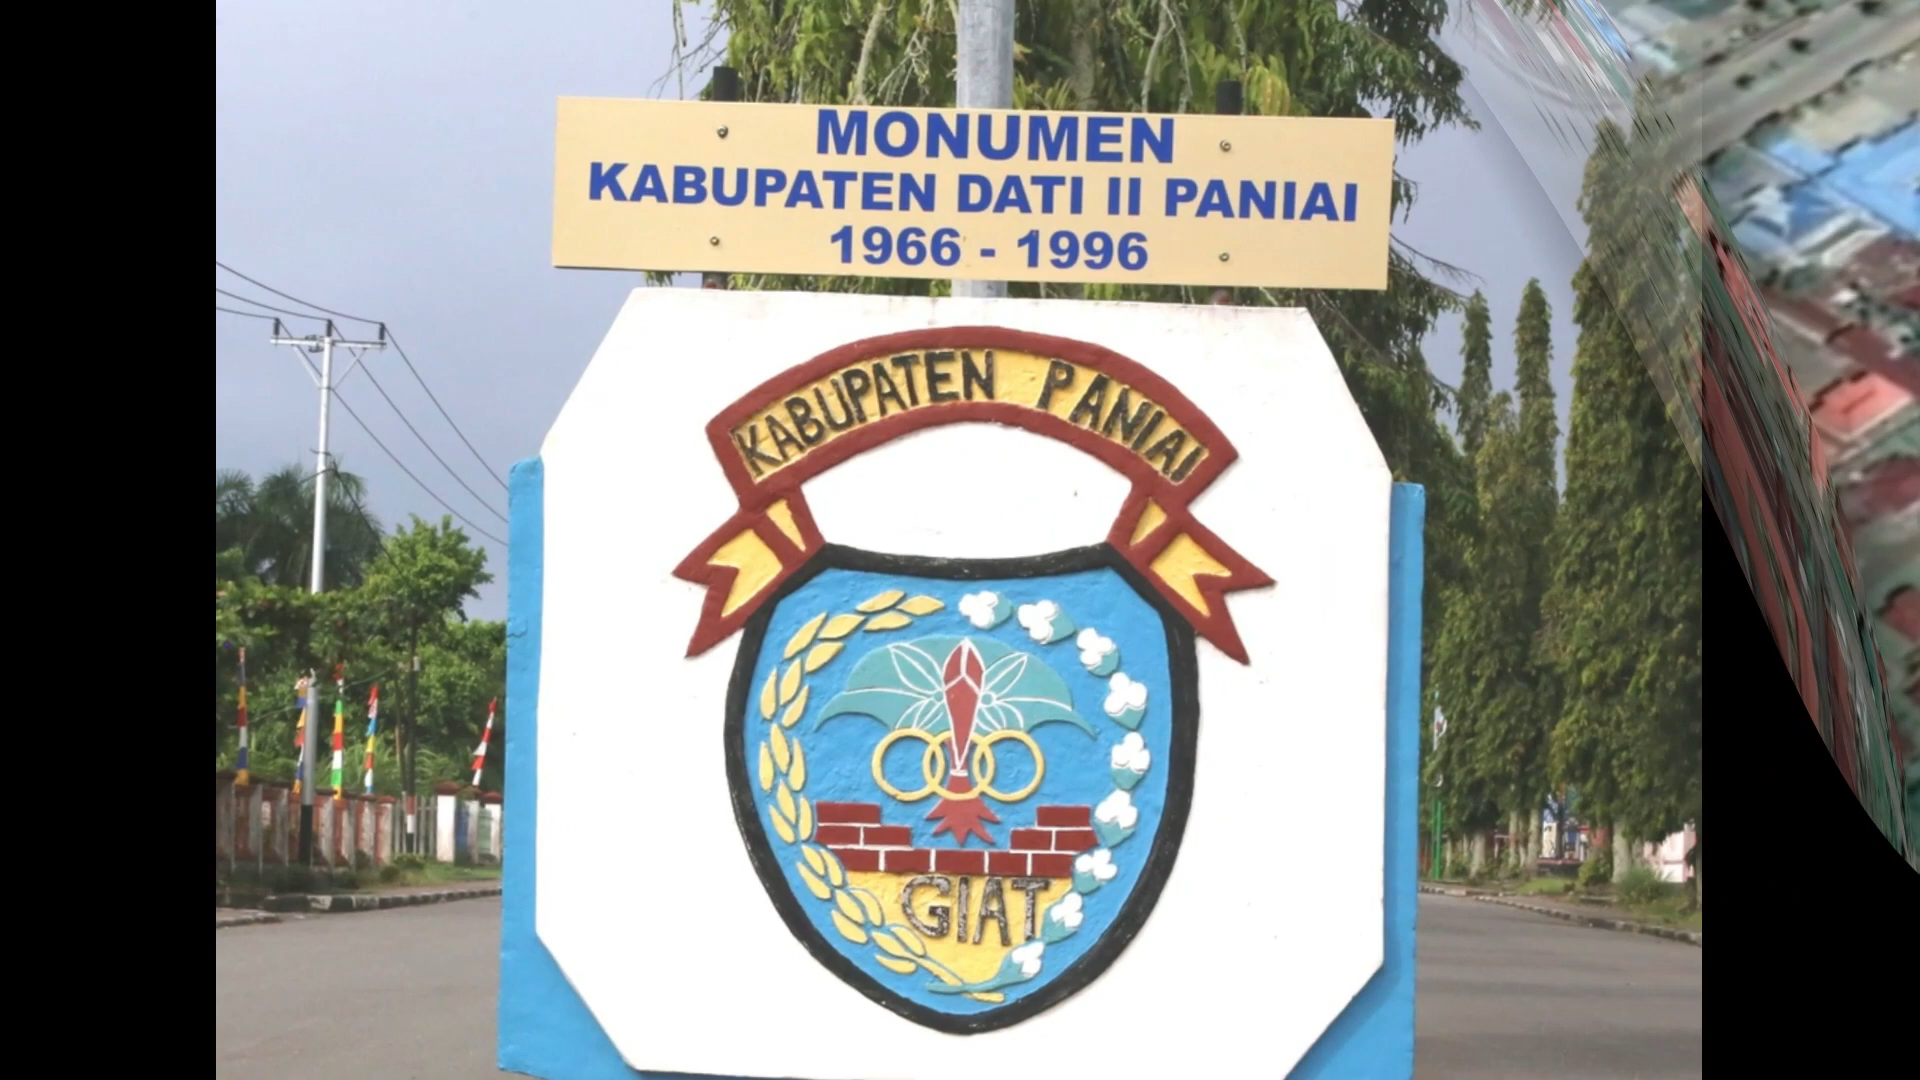 MONUMEN
KABUPATEN DATI II PANIAI
1966 - 1996
KABUPATEN PANIAI
GIAT